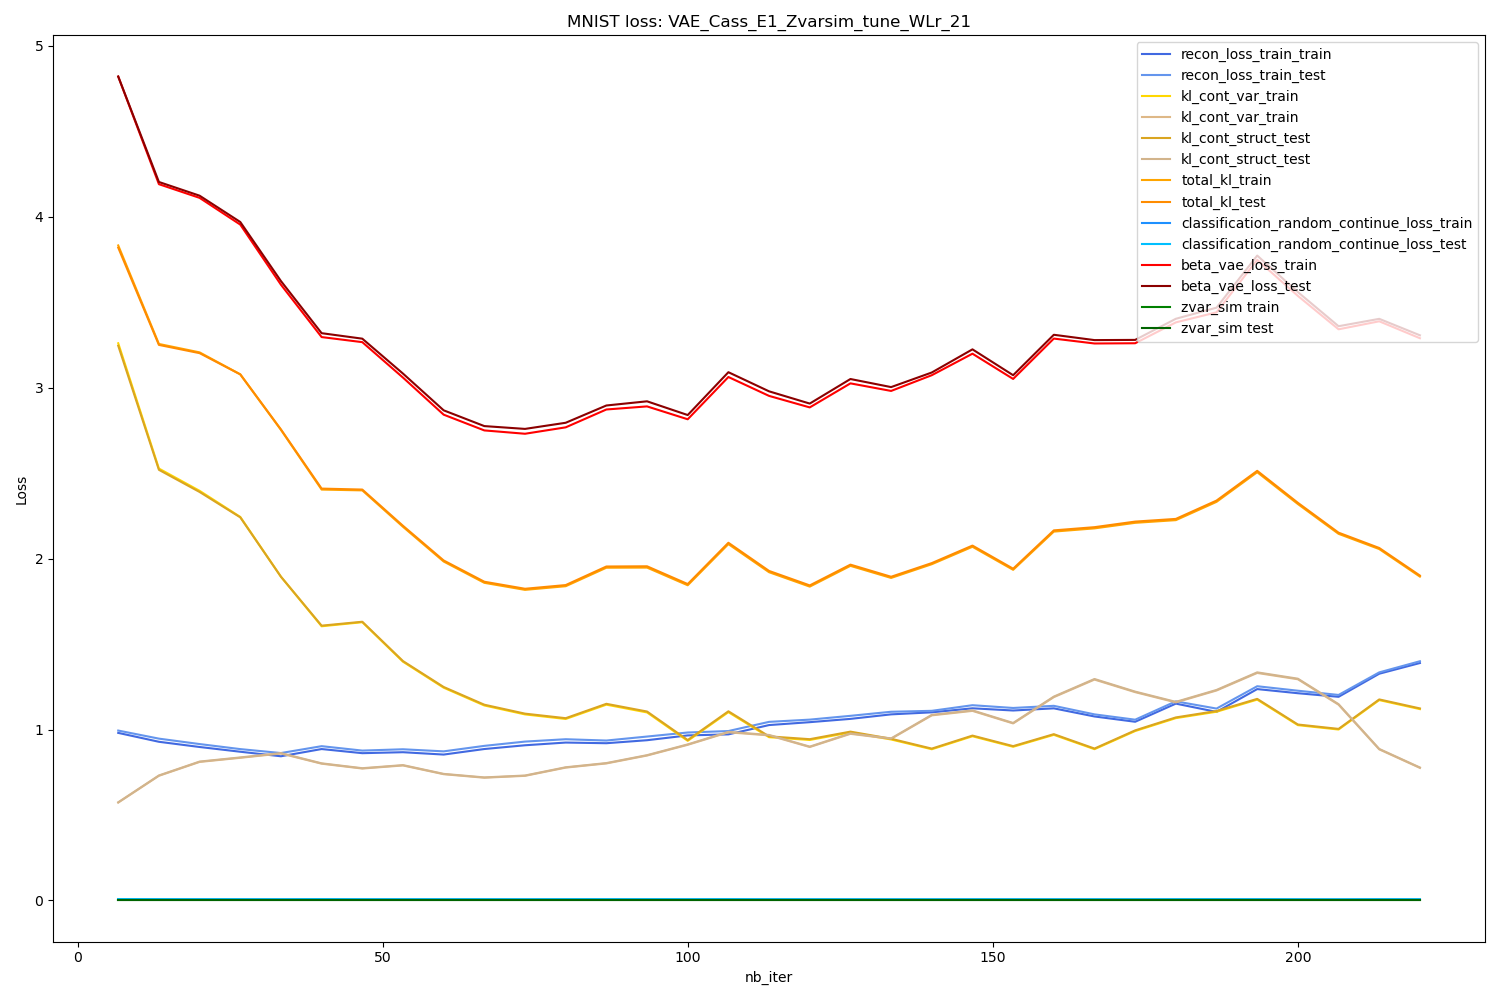 MNIST loss: VAE_Cass_E1_Zvarsim_tune_WLr_21
5
4
3
2
1
0
Loss
0 50 100 150 200
nb_iter
recon_loss_train_train
recon_loss_train_test
kl_cont_var_train
kl_cont_var_train
kl_cont_struct_test
kl_cont_struct_test
total_kl_train
total_kl_test
classification_random_continue_loss_train
classification_random_continue_loss_test
beta_vae_loss_train
beta_vae_loss_test
zvar_sim train
zvar_sim test